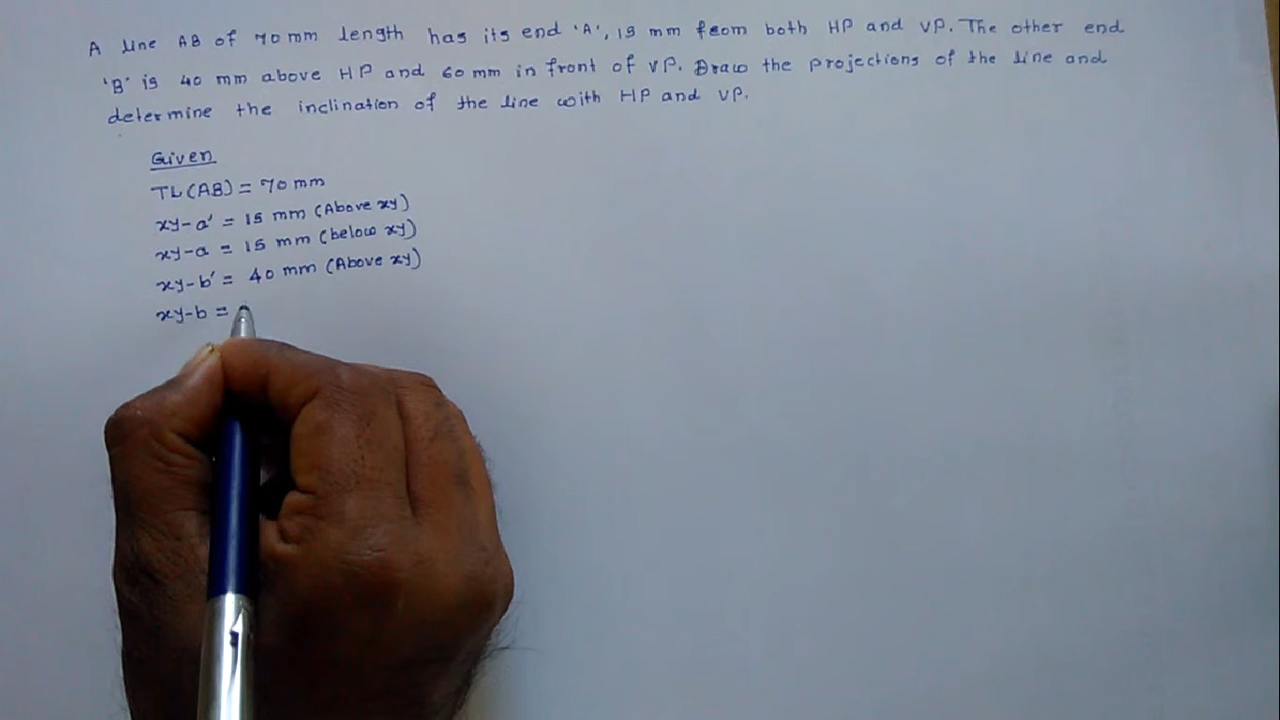 A line AB of 70 mm length has its end 'A', 15 mm from both HP and VP. The other end
'B' is 40 mm above HP and 60 mm in front of VP. Draw the projections of the line and
determine the inclination of the line with HP and VP.
Given
TL(AB) = 70 mm
xy-a' = 15 mm (Above xy)
xy-a = 15 mm (below xy)
xy-b' = 40 mm (Above xy)
xy-b =